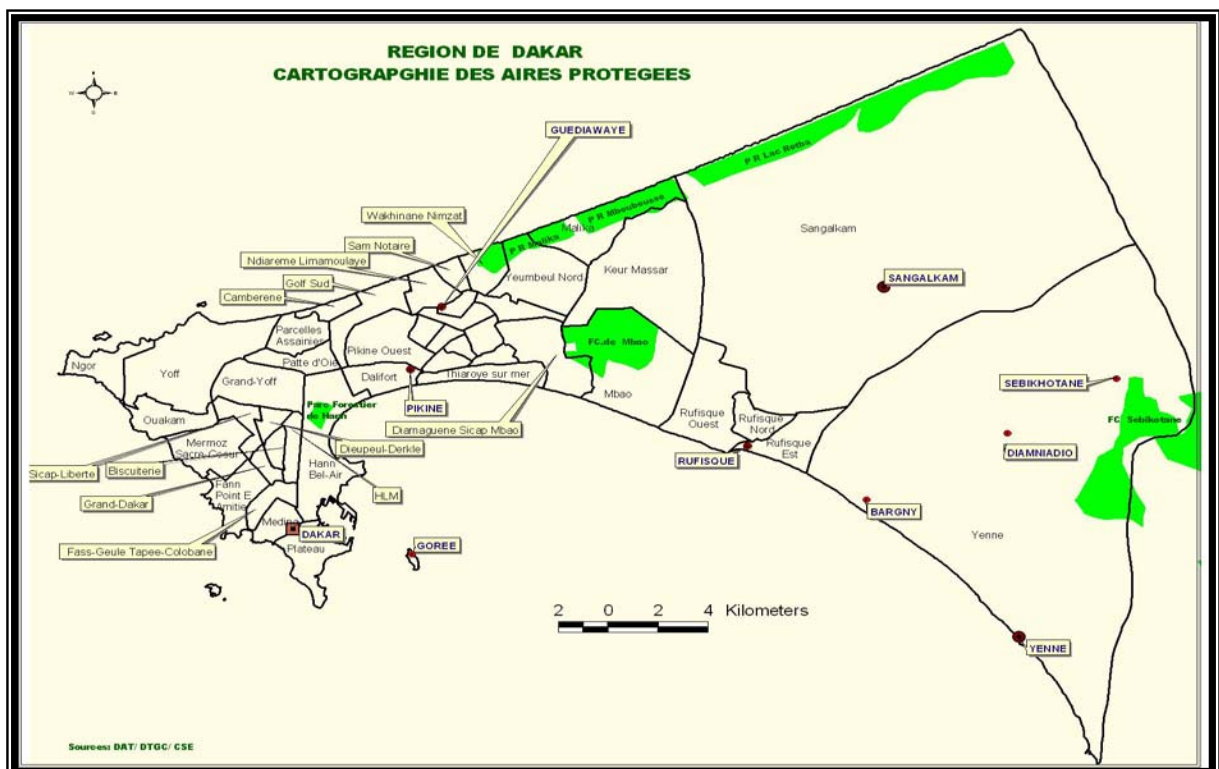 REGION DE DAKAR
CARTOGRAPGHIE DES AIRES PROTEGEES
GUEDIAWAYE
P R Lac Retba
Wakhinane Nimzat
P R Mbeubousse
Malika
P R Malika
Sam Notaire
Ndiareme Limamoulaye
Golf Sud
Camberene
Yeumbeul Nord
Keur Massar
Sangalkam
SANGALKAM
Parcelles
Assainies
Pikine Ouest
FC.de Mbao
Patte d'Oie
Ngor
Yoff
Grand-Yoff
Dalifort
Thiaroye sur mer
SEBIKHOTANE
Mbao
PIKINE
Parc Forestier
de Hann
Ouakam
Rufisque
Ouest
Rufisque
Nord
FC. Sebikotane
Diamaguene Sicap Mbao
Mermoz
Sacre-Coeur
Dieupeul-Derkle
Rufisque
Est
DIAMNIADIO
RUFISQUE
Sicap-Liberte
Biscuiterie
Hann
Bel-Air
Fann
Point E
Amitie
Grand-Dakar
HLM
BARGNY
Medina
DAKAR
Yenne
Fass-Geule Tapee-Colobane
Plateau
GOREE
2 0 2 4 Kilometers
YENNE
Sources: DAT/ DTGC/ CSE